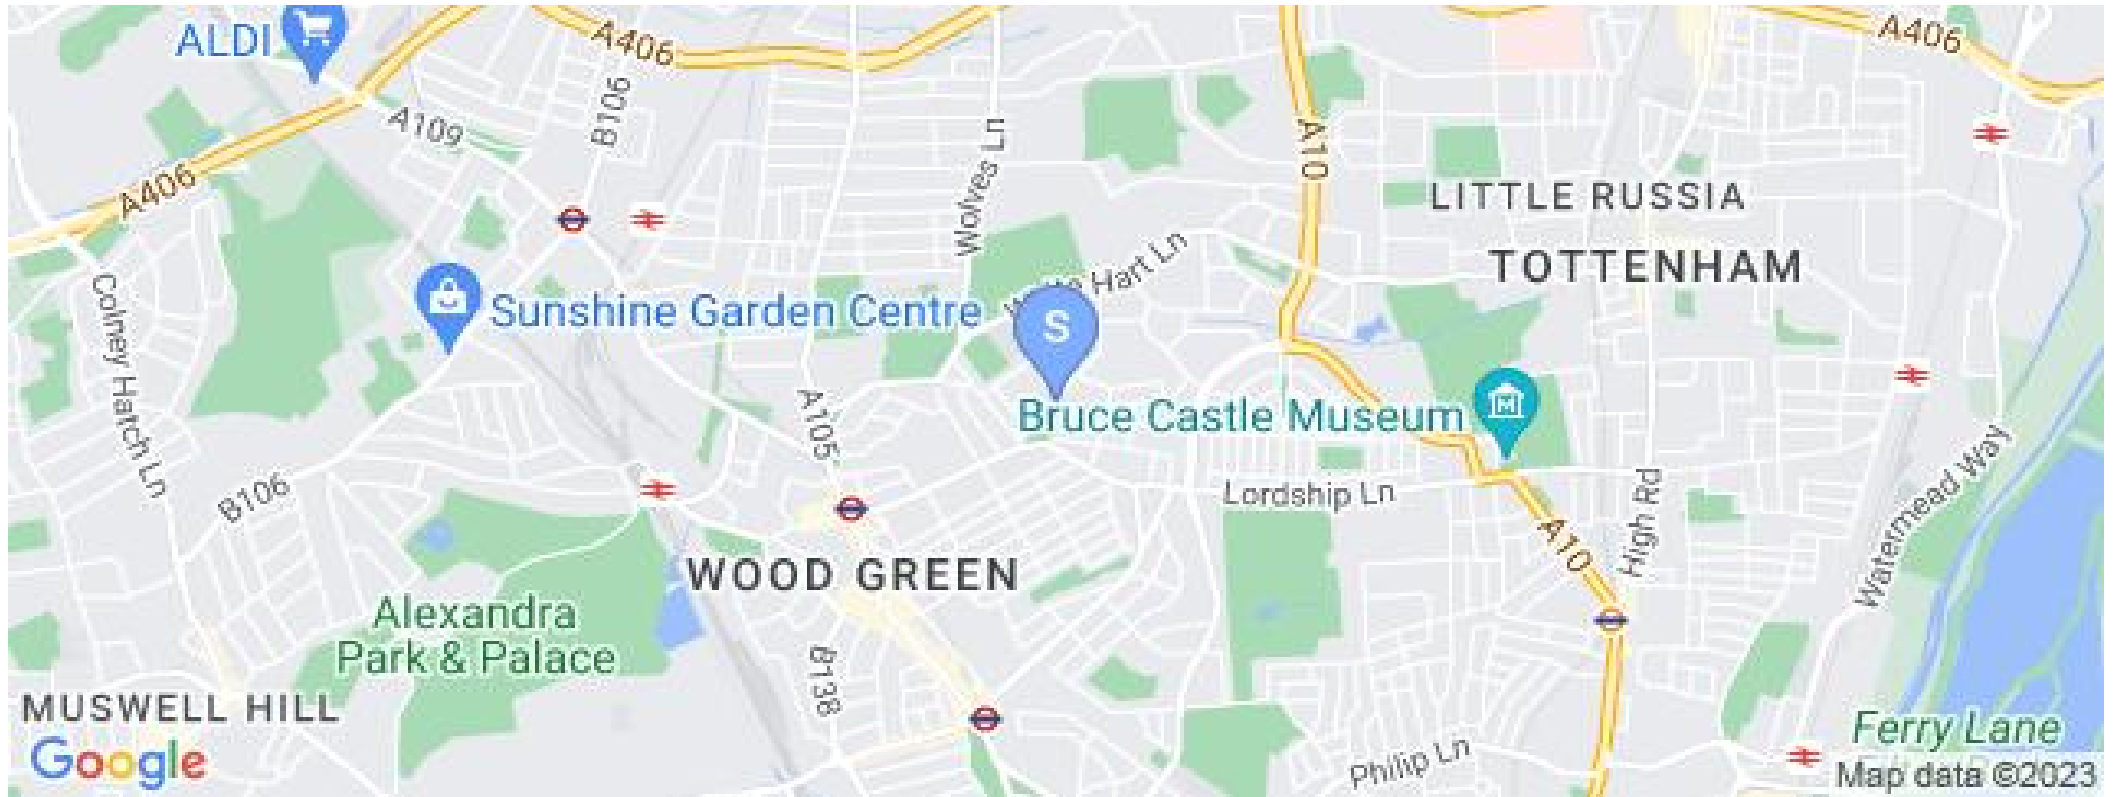 ALDI
A406
A406
A109
B106
A10
Wolves Ln
LITTLE RUSSIA
TOTTENHAM
A406
Hart Ln
Sunshine Garden Centre
S
Colney Hatch Ln
A105
Bruce Castle Museum
M
B106
Lordship Ln
High Rd
Watermead Way
A10
WOOD GREEN
Alexandra
Park & Palace
B138
MUSWELL HILL
Philip Ln
Ferry Lane
Google
Map data ©2023